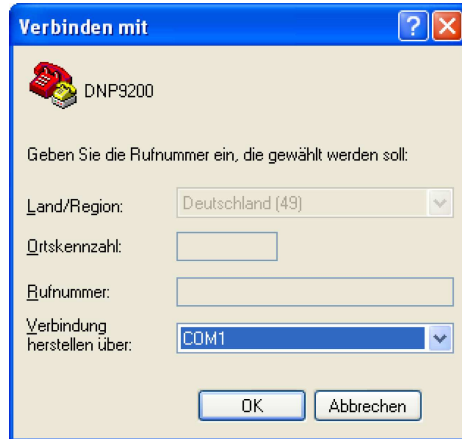 Verbinden mit
DNP9200
Geben Sie die Rufnummer ein, die gewählt werden soll:
Land/Region: Deutschland (49)
Ortskennzahl:
Rufnummer:
Verbindung
herstellen über: COM1
OK Abbrechen